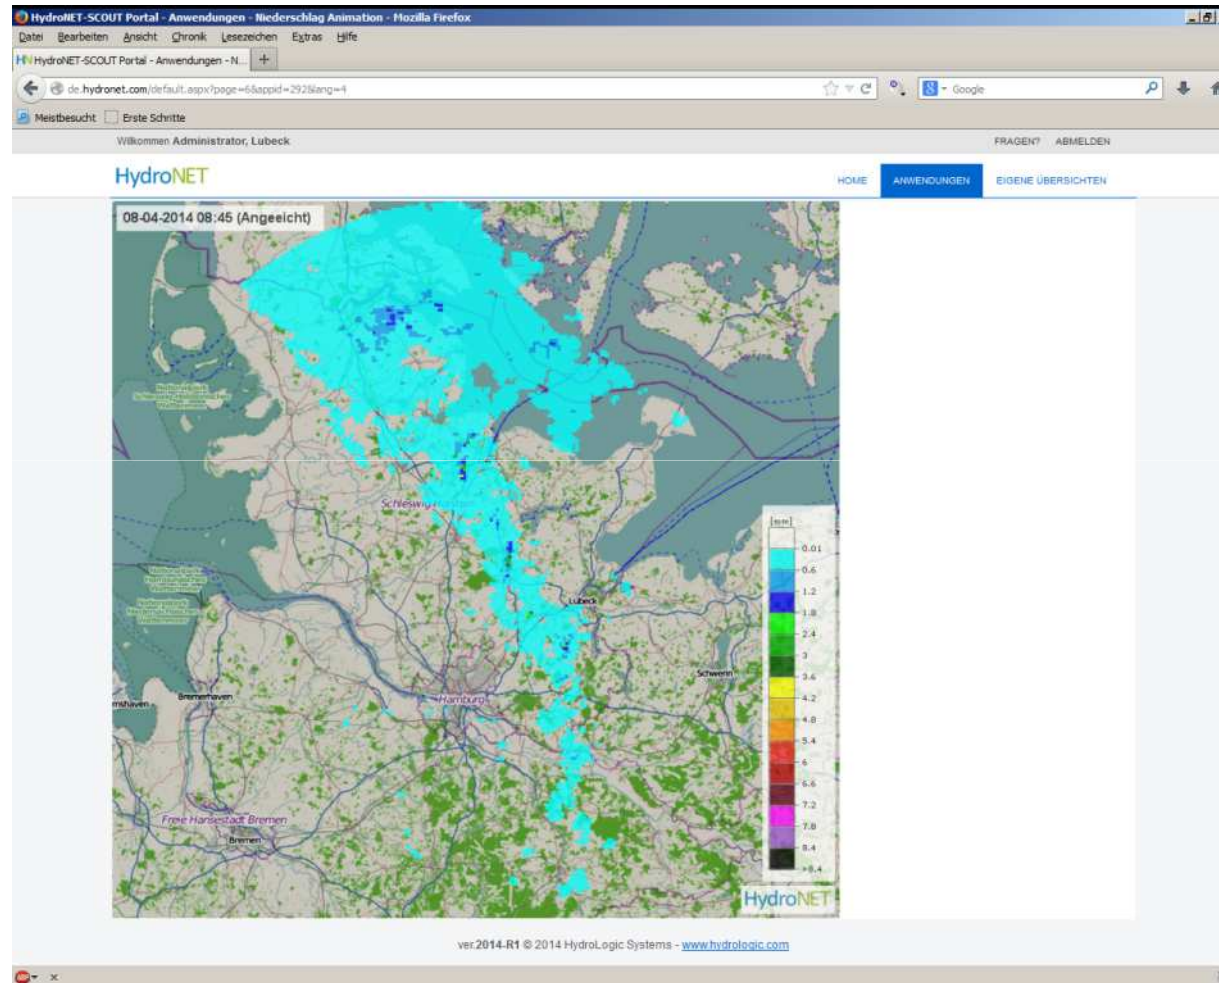 HydroNET-SCOUT Portal - Anwendungen - Niederschlag Animation - Mozilla Firefox
Datei Bearbeiten Ansicht Chronik Lesezeichen Extras Hilfe
HydroNET-SCOUT Portal - Anwendungen - N... +
de.hydronet.com/default.aspx?page=6&appid=292&lang=4
Google
Meistbesucht Erste Schritte
Wilkommen Administrator, Lubeck
FRAGEN? ABMELDEN
HydroNET
HOME ANWENDUNGEN EIGENE ÜBERSICHTEN
08-04-2014 08:45 (Angeeicht)
Lübeck
Schwerin
Hamburg
Bremerhaven
Freie Hansestadt Bremen
Bremen
[mm]
0.01
0.6
1.2
1.8
2.4
3
3.6
4.2
4.8
5.4
6
6.6
7.2
7.8
8.4
>8.4
HydroNET
ver.2014-R1 © 2014 HydroLogic Systems - www.hydrologic.com